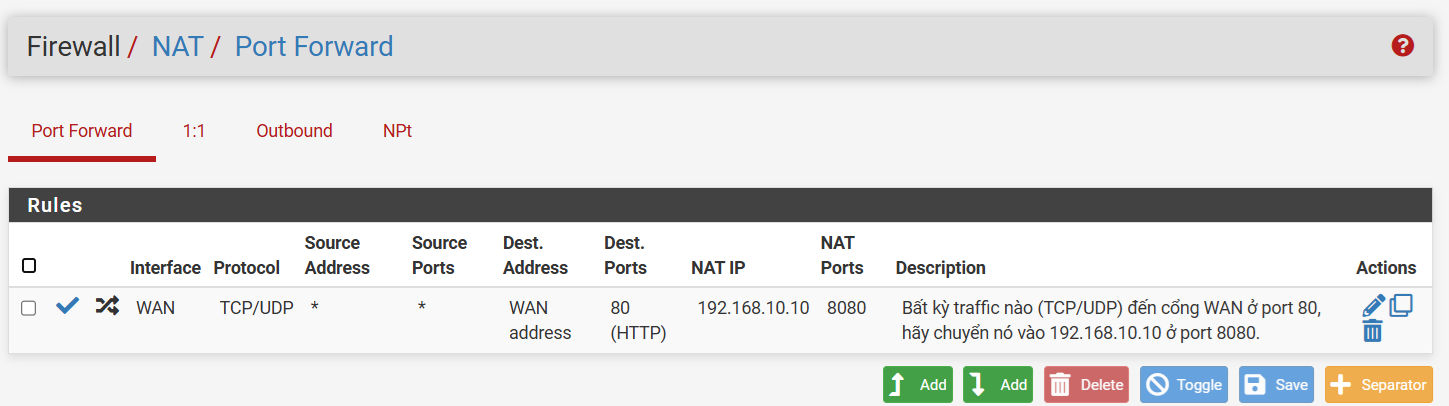 Firewall / NAT / Port Forward
Port Forward 1:1 Outbound NPt
Rules
Interface Protocol Source Address Source Ports Dest. Address Dest. Ports NAT IP NAT Ports Description Actions
WAN TCP/UDP * * WAN address 80 (HTTP) 192.168.10.10 8080 Bất kỳ traffic nào (TCP/UDP) đến cổng WAN ở port 80,
hãy chuyển nó vào 192.168.10.10 ở port 8080.
Add Add Delete Toggle Save Separator